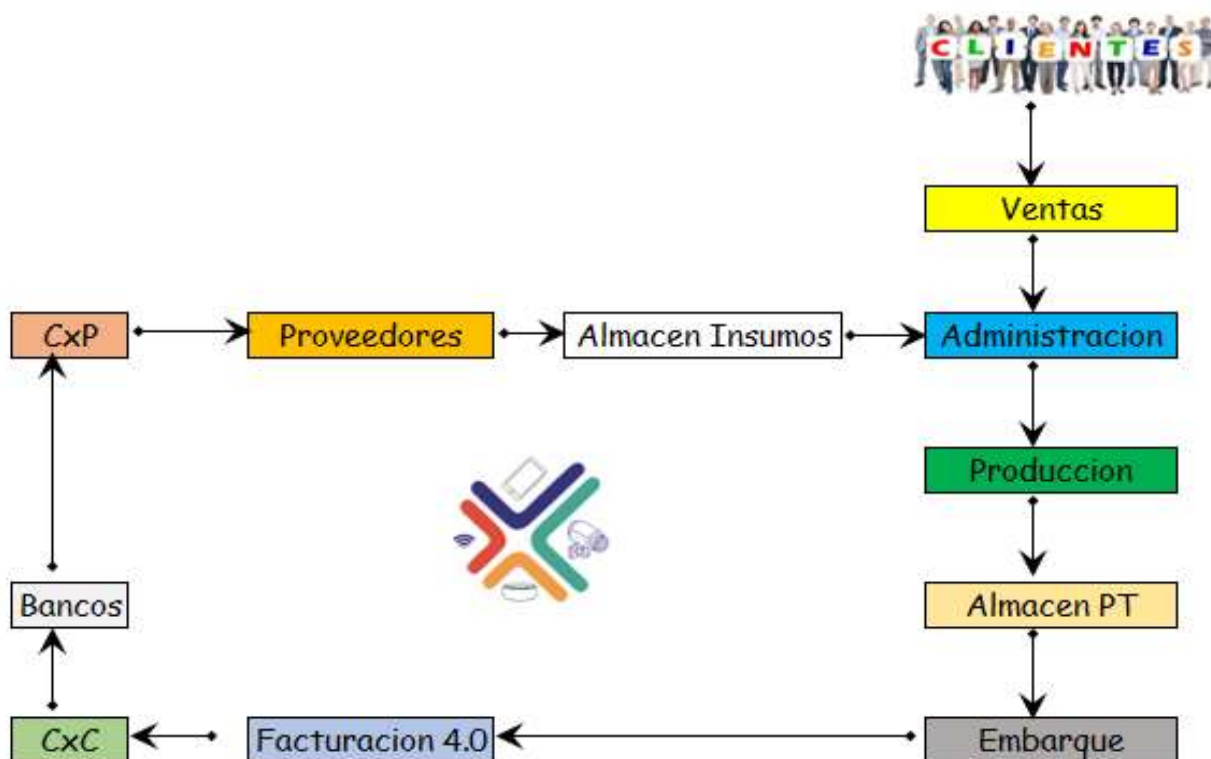 CLIENTES
Ventas
CxP
Proveedores
Almacen Insumos
Administracion
Produccion
Bancos
Almacen PT
CxC
Facturacion 4.0
Embarque